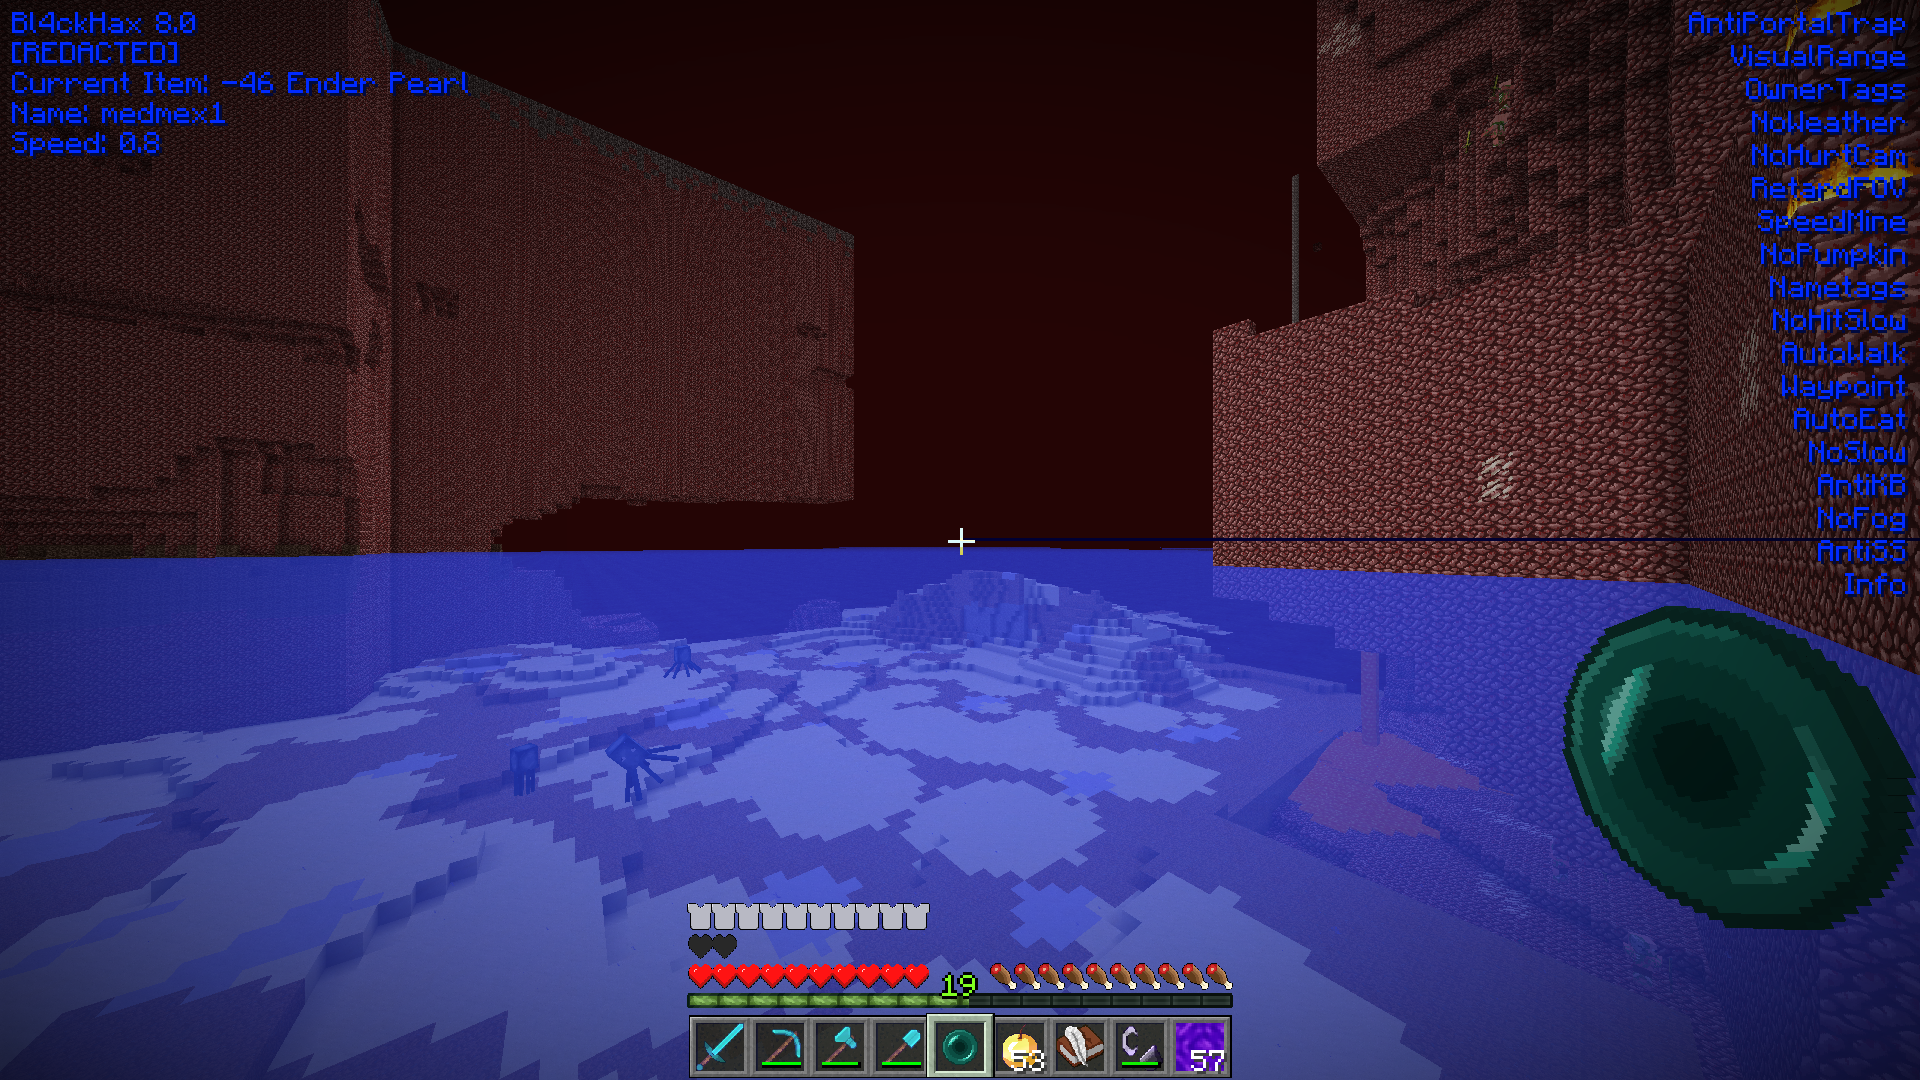 Bl4ckHax 8.0
[REDACTED]
Current Item: -46 Ender Pearl
Name: medmex1
Speed: 0.8
AntiPortalTrap
VisualRange
OwnerTags
NoWeather
NoHurtCam
RetardFOV
SpeedMine
NoPumpkin
Nametags
NoHitSlow
AutoWalk
Waypoint
AutoEat
NoSlow
AntiKB
NoFog
AntiSS
Info
19
53
57